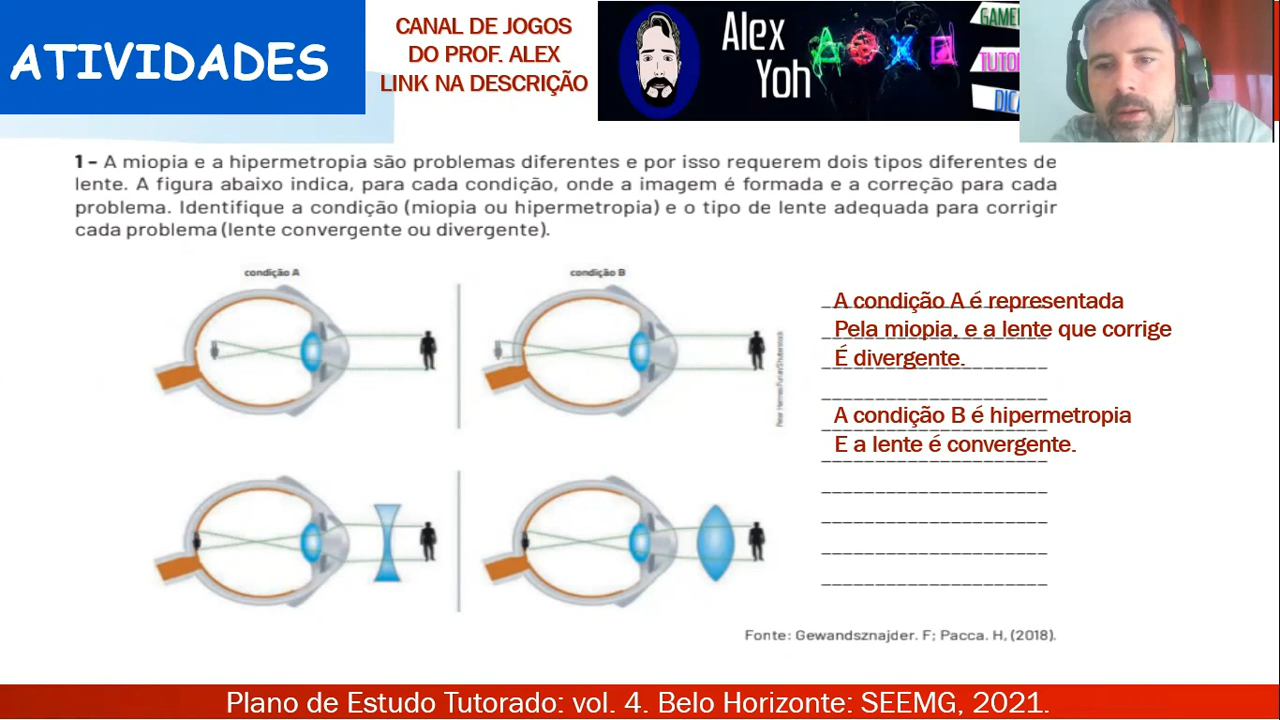 ATIVIDADES
CANAL DE JOGOS
DO PROF. ALEX
LINK NA DESCRIÇÃO
Alex
Yoh
1 - A miopia e a hipermetropia são problemas diferentes e por isso requerem dois tipos diferentes de
lente. A figura abaixo indica, para cada condição, onde a imagem é formada e a correção para cada
problema. Identifique a condição (miopia ou hipermetropia) e o tipo de lente adequada para corrigir
cada problema (lente convergente ou divergente).
condição A
condição B
A condição A é representada
Pela miopia, e a lente que corrige
É divergente.
A condição B é hipermetropia
E a lente é convergente.
Fonte: Gewandsznajder. F; Pacca. H, (2018).
Plano de Estudo Tutorado: vol. 4. Belo Horizonte: SEEMG, 2021.